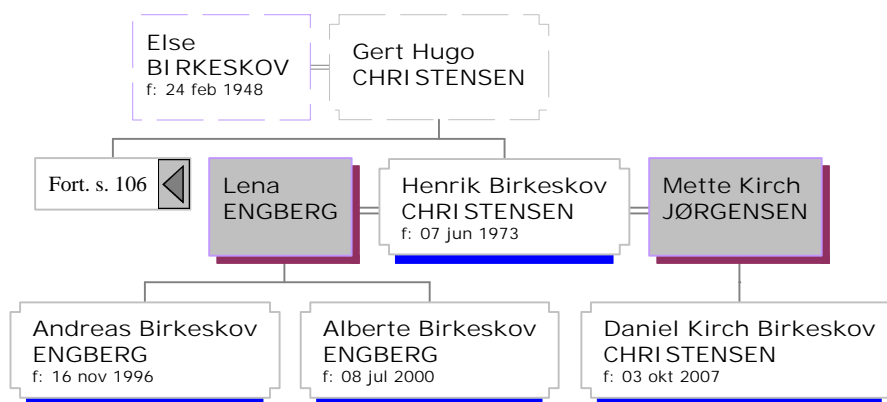 Else
BIRKESKOV
f: 24 feb 1948
Gert Hugo
CHRISTENSEN
Fort. s. 106
Lena
ENGBERG
Henrik Birkeskov
CHRISTENSEN
f: 07 jun 1973
Mette Kirch
JØRGENSEN
Andreas Birkeskov
ENGBERG
f: 16 nov 1996
Alberte Birkeskov
ENGBERG
f: 08 jul 2000
Daniel Kirch Birkeskov
CHRISTENSEN
f: 03 okt 2007